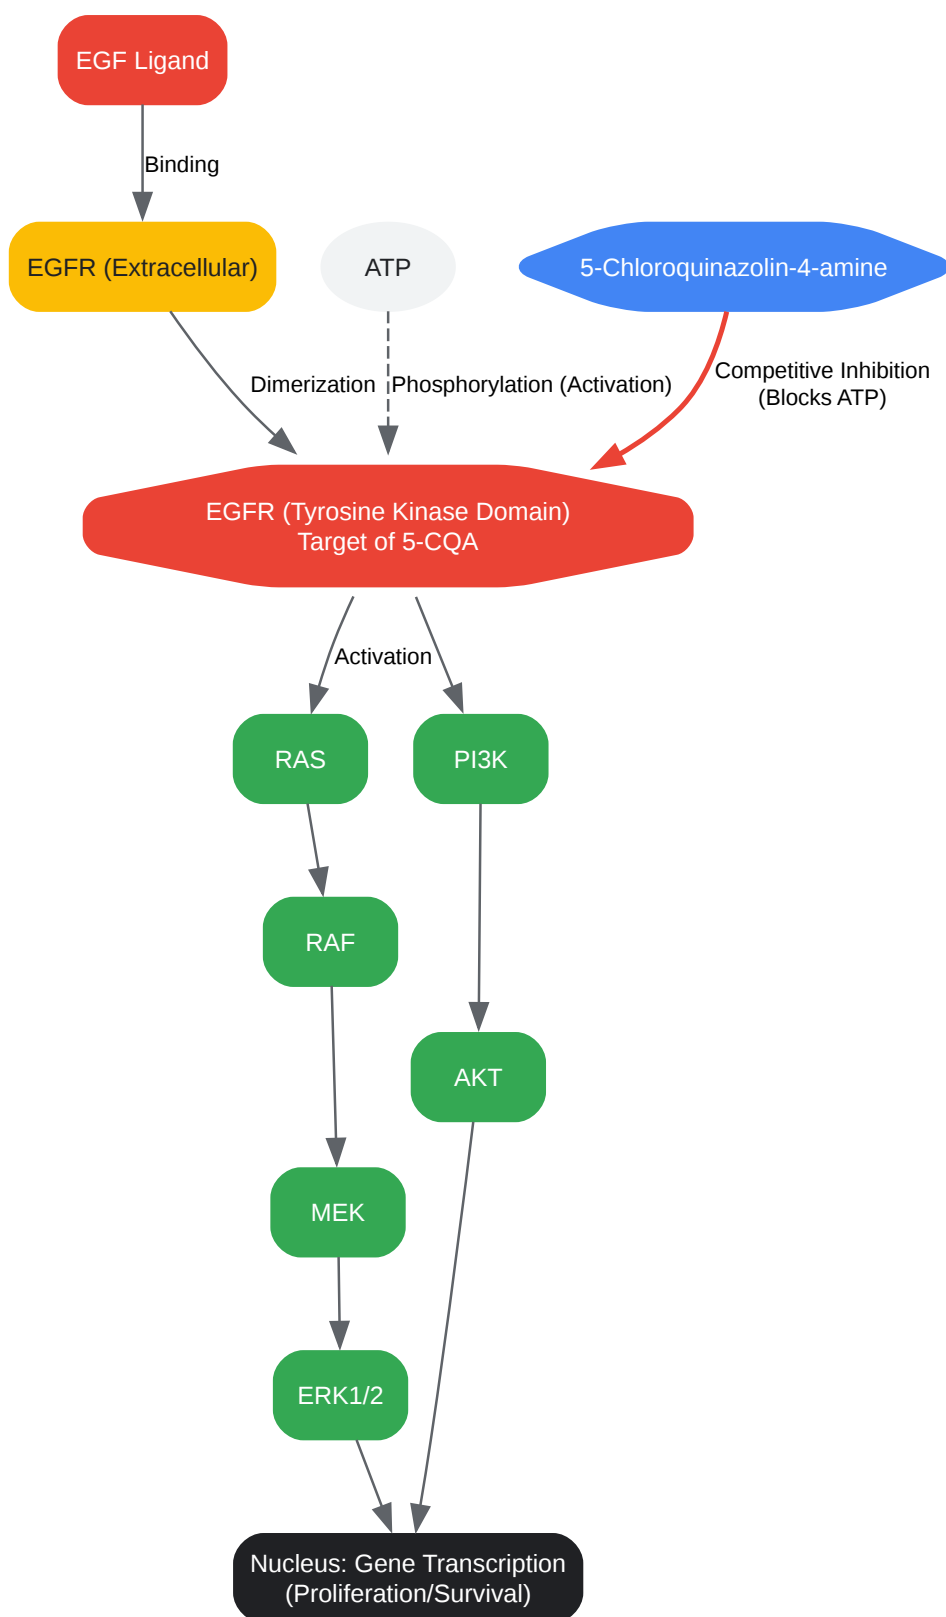 EGF Ligand
Binding
EGFR (Extracellular)
ATP
5-Chloroquinazolin-4-amine
Dimerization
Phosphorylation (Activation)
Competitive Inhibition
(Blocks ATP)
EGFR (Tyrosine Kinase Domain)
Target of 5-CQA
Activation
RAS
PI3K
RAF
AKT
MEK
ERK1/2
Nucleus: Gene Transcription
(Proliferation/Survival)